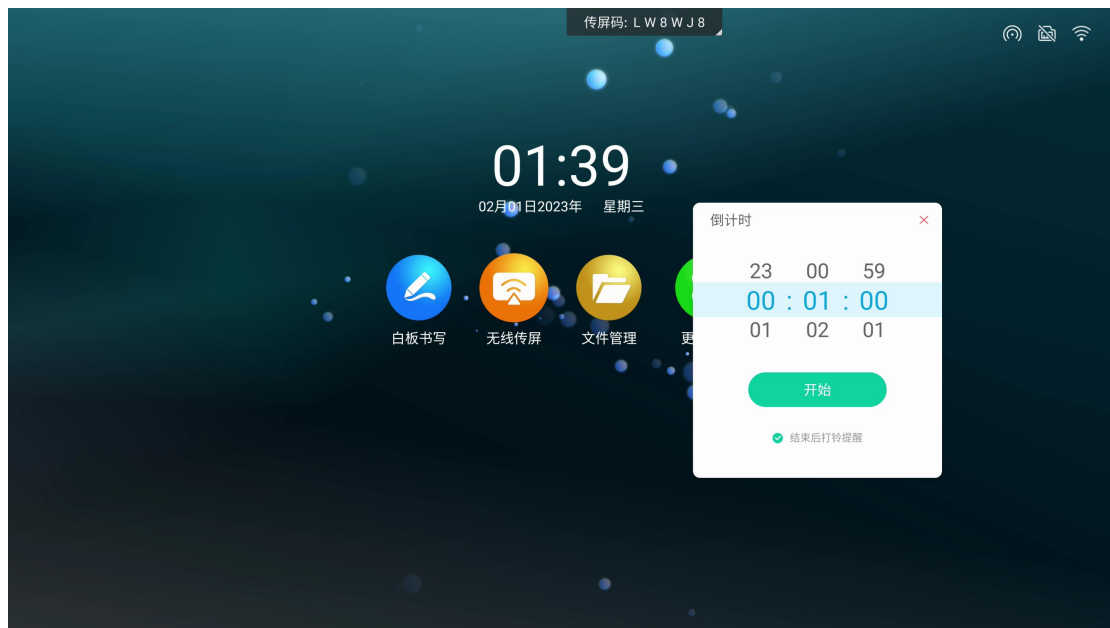 传屏码: LW8WJ8
01:39
02月01日2023年 星期三
白板书写 无线传屏 文件管理 更
倒计时
23 00 59
00 : 01 : 00
01 02 01
开始
结束后打铃提醒